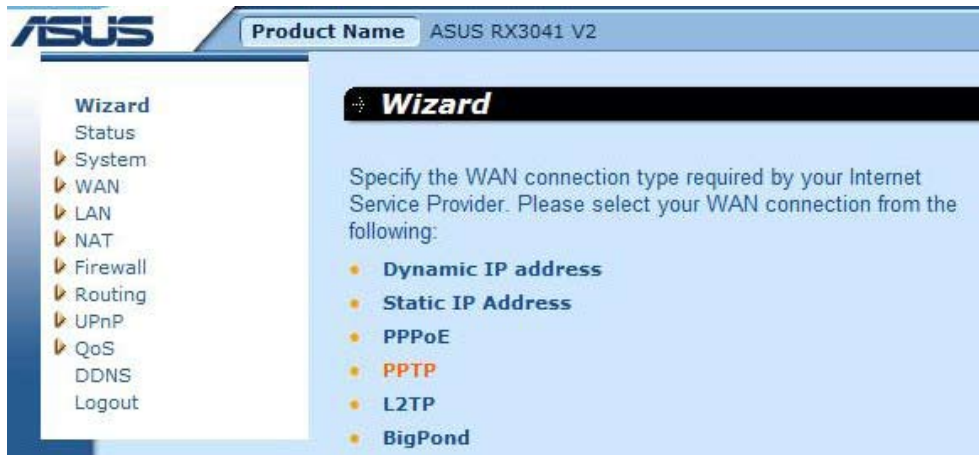 ASUS
Product Name ASUS RX3041 V2
Wizard
Status
System
WAN
LAN
NAT
Firewall
Routing
UPnP
QoS
DDNS
Logout
Wizard
Specify the WAN connection type required by your Internet
Service Provider. Please select your WAN connection from the
following:
Dynamic IP address
Static IP Address
PPPoE
PPTP
L2TP
BigPond